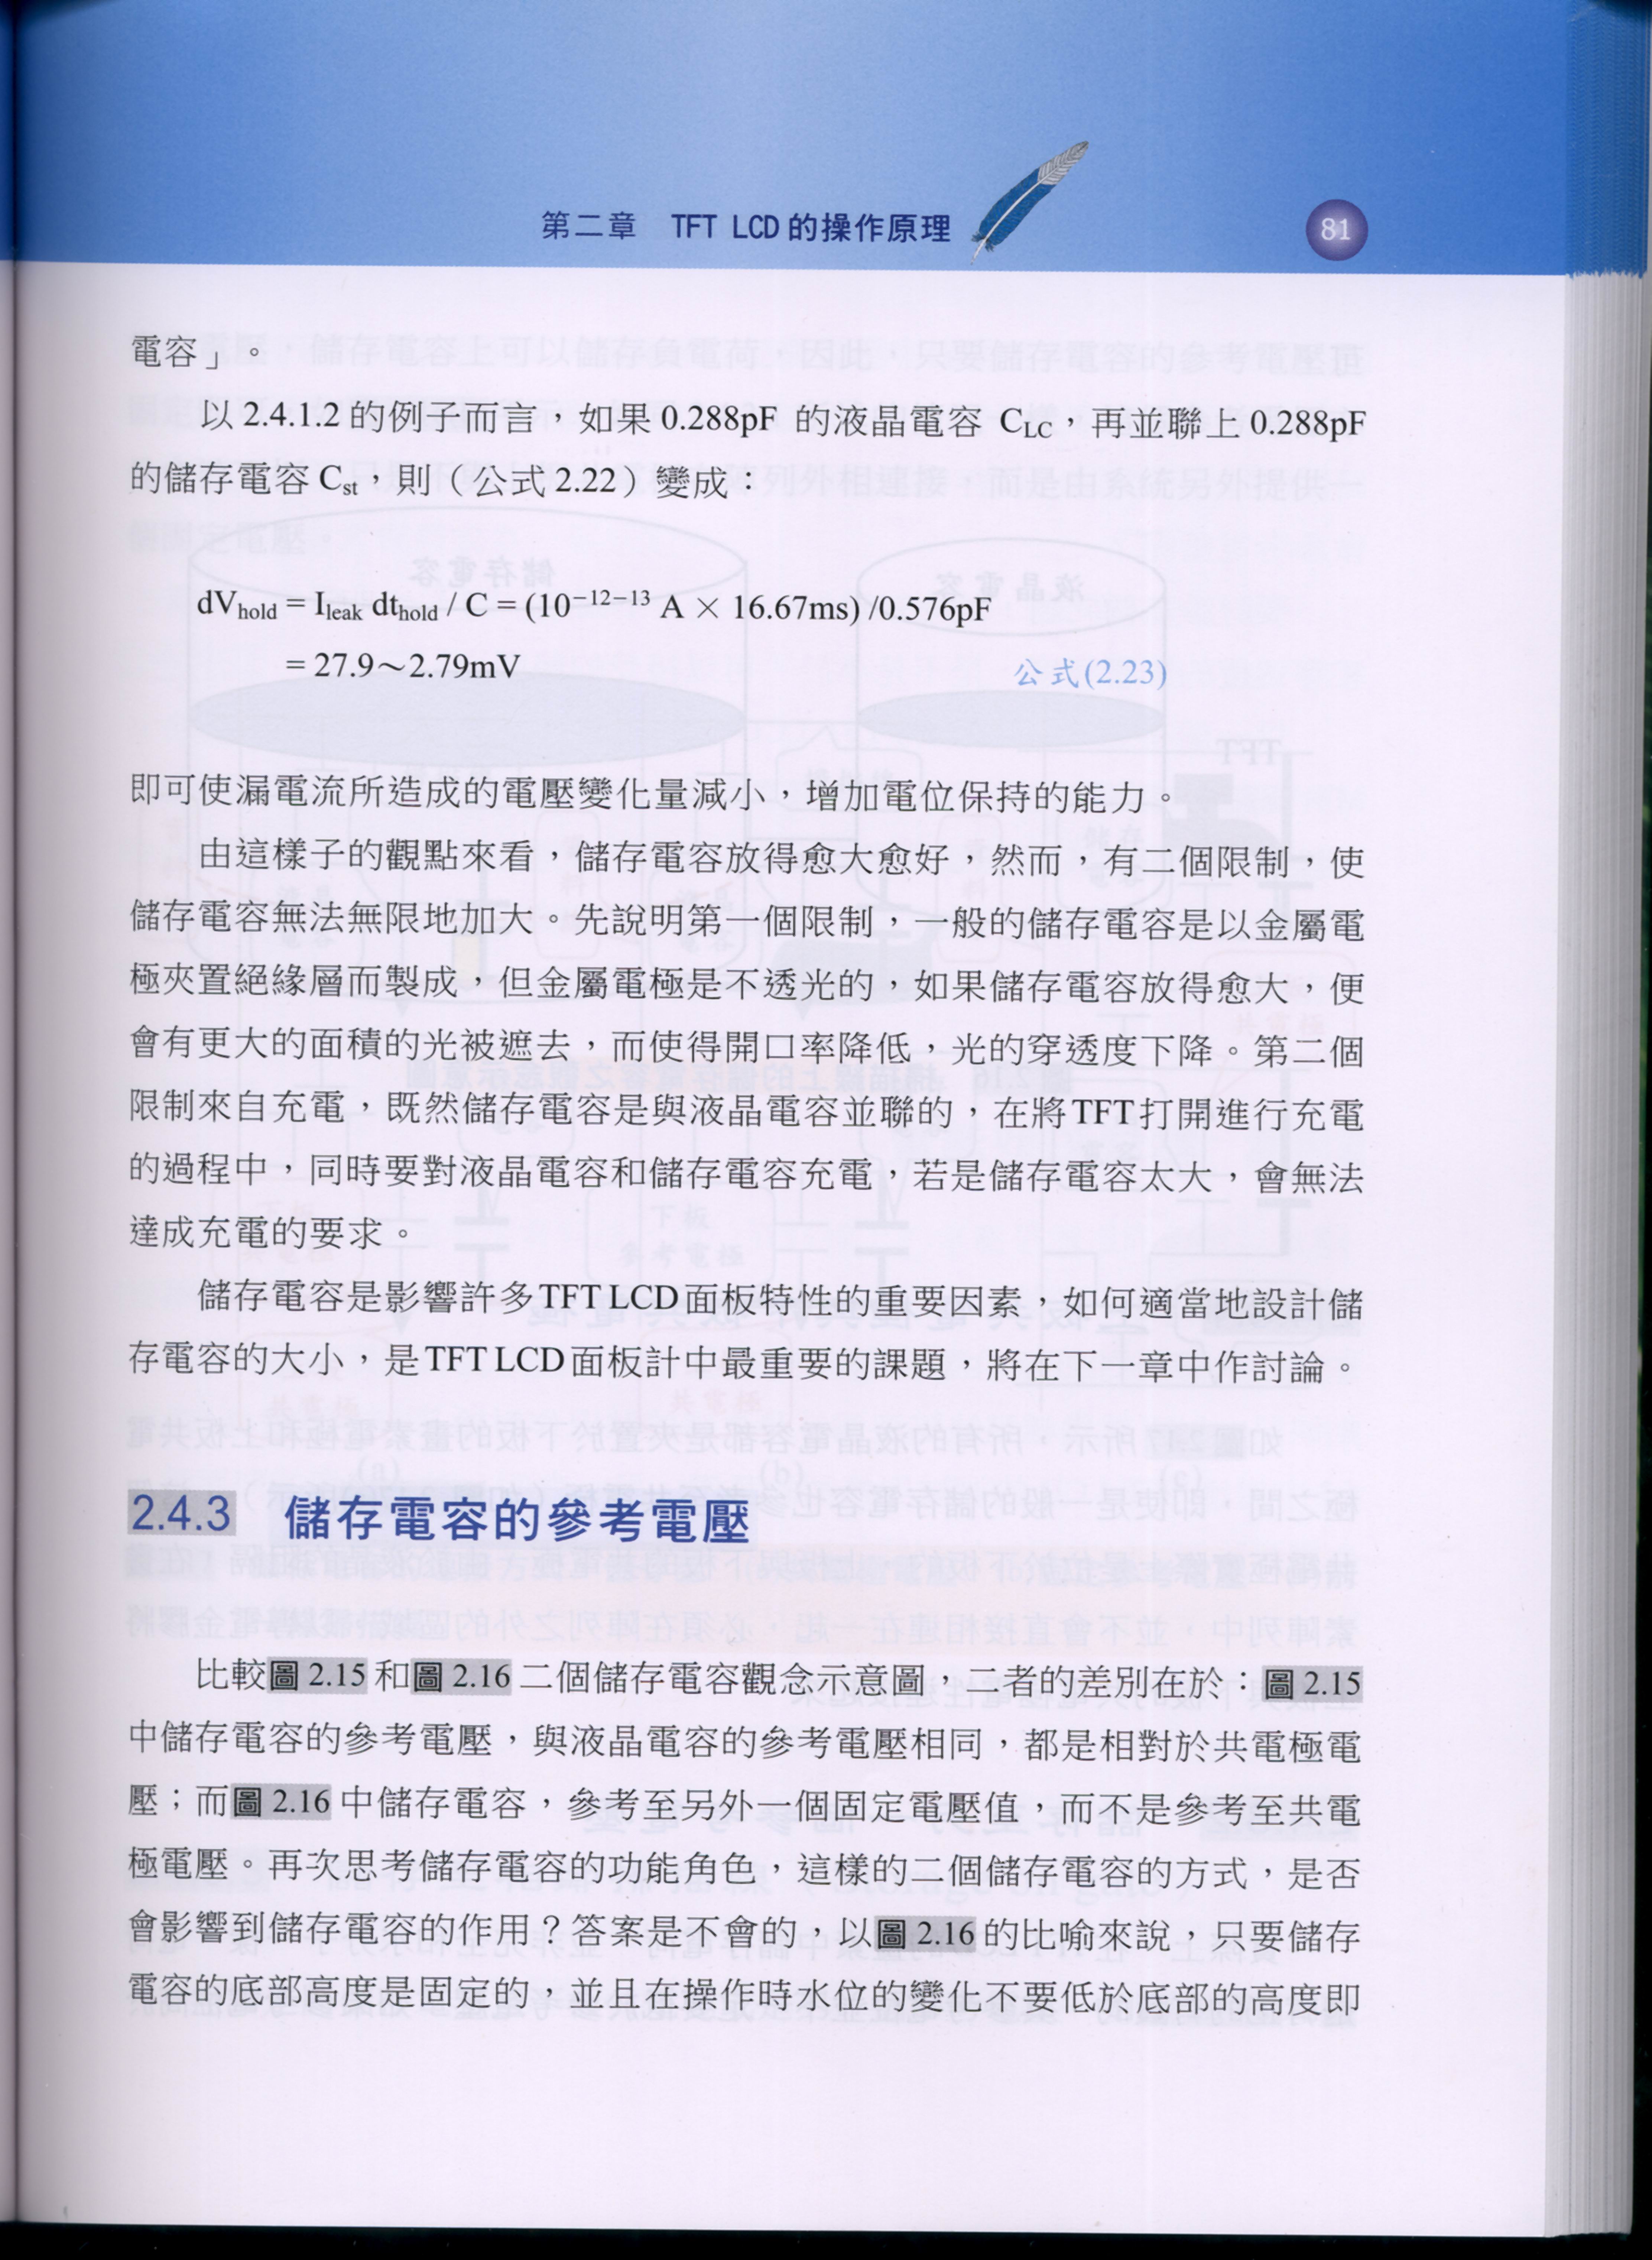 第二章　TFT LCD的操作原理
81
電容」。
以 2.4.1.2 的例子而言，如果 0.288pF 的液晶電容 CLC，再並聯上 0.288pF
的儲存電容 Cst，則（公式 2.22）變成：
dVhold = Ileak dthold / C = (10−12−13 A × 16.67ms) /0.576pF
= 27.9～2.79mV
公式(2.23)
即可使漏電流所造成的電壓變化量減小，增加電位保持的能力。
由這樣子的觀點來看，儲存電容放得愈大愈好，然而，有二個限制，使
儲存電容無法無限地加大。先說明第一個限制，一般的儲存電容是以金屬電
極夾置絕緣層而製成，但金屬電極是不透光的，如果儲存電容放得愈大，便
會有更大的面積的光被遮去，而使得開口率降低，光的穿透度下降。第二個
限制來自充電，既然儲存電容是與液晶電容並聯的，在將TFT打開進行充電
的過程中，同時要對液晶電容和儲存電容充電，若是儲存電容太大，會無法
達成充電的要求。
儲存電容是影響許多TFT LCD面板特性的重要因素，如何適當地設計儲
存電容的大小，是TFT LCD面板計中最重要的課題，將在下一章中作討論。
2.4.3　儲存電容的參考電壓
比較圖 2.15 和圖 2.16 二個儲存電容觀念示意圖，二者的差別在於：圖 2.15
中儲存電容的參考電壓，與液晶電容的參考電壓相同，都是相對於共電極電
壓；而圖 2.16 中儲存電容，參考至另外一個固定電壓值，而不是參考至共電
極電壓。再次思考儲存電容的功能角色，這樣的二個儲存電容的方式，是否
會影響到儲存電容的作用？答案是不會的，以圖 2.16 的比喻來說，只要儲存
電容的底部高度是固定的，並且在操作時水位的變化不要低於底部的高度即